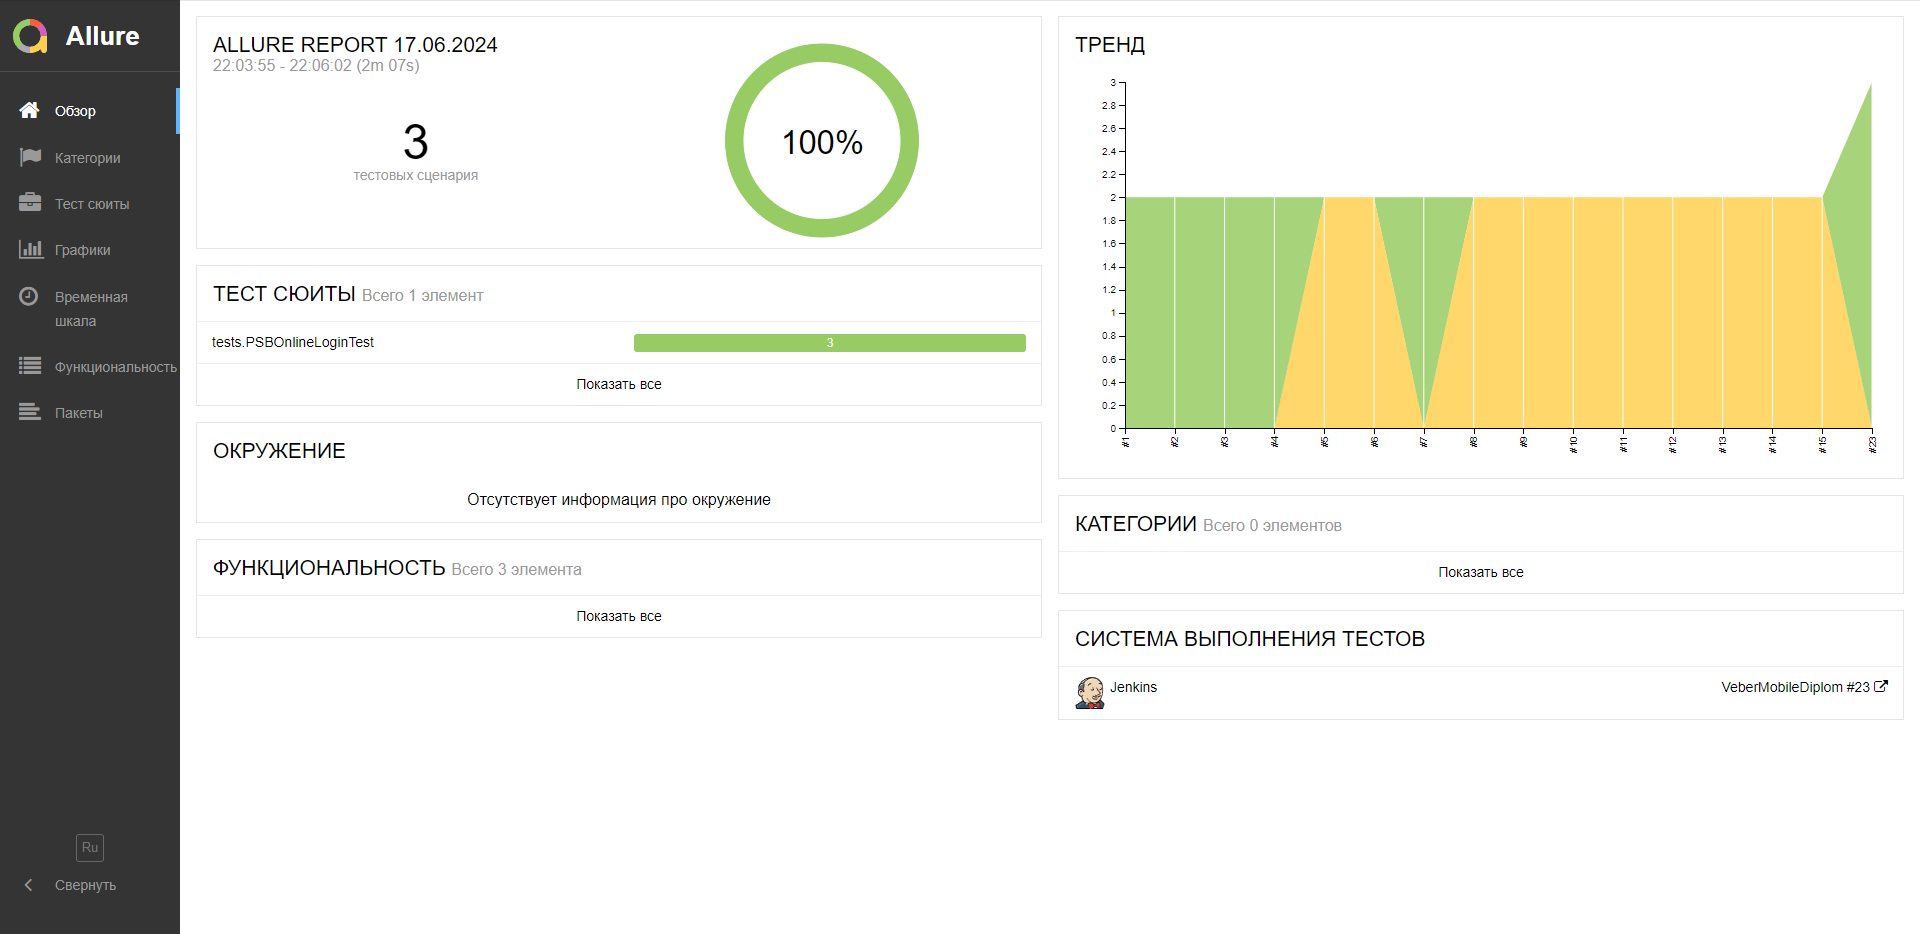 Allure
Обзор
Категории
Тест сюиты
Графики
Временная
шкала
Функциональность
Пакеты
Ru
Свернуть
ALLURE REPORT 17.06.2024
22:03:55 - 22:06:02 (2m 07s)
3
тестовых сценария
100%
ТЕСТ СЮИТЫ Всего 1 элемент
tests.PSBOnlineLoginTest
3
Показать все
ОКРУЖЕНИЕ
Отсутствует информация про окружение
ФУНКЦИОНАЛЬНОСТЬ Всего 3 элемента
Показать все
ТРЕНД
3
2.8
2.6
2.4
2.2
2
1.8
1.6
1.4
1.2
1
0.8
0.6
0.4
0.2
0
#1
#2
#3
#4
#5
#6
#7
#8
#9
#10
#11
#12
#13
#14
#15
#23
КАТЕГОРИИ Всего 0 элементов
Показать все
СИСТЕМА ВЫПОЛНЕНИЯ ТЕСТОВ
Jenkins
VeberMobileDiplom #23